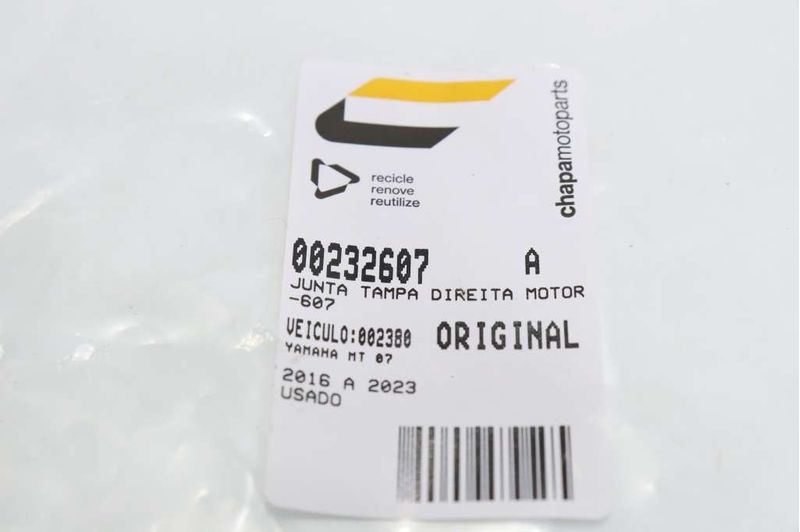 chapamotoparts
recicle
renove
reutilize
00232607 A
JUNTA TAMPA DIREITA MOTOR
-607
VEICULO:002380 ORIGINAL
YAMAHA MT 07
2016 A 2023
USADO